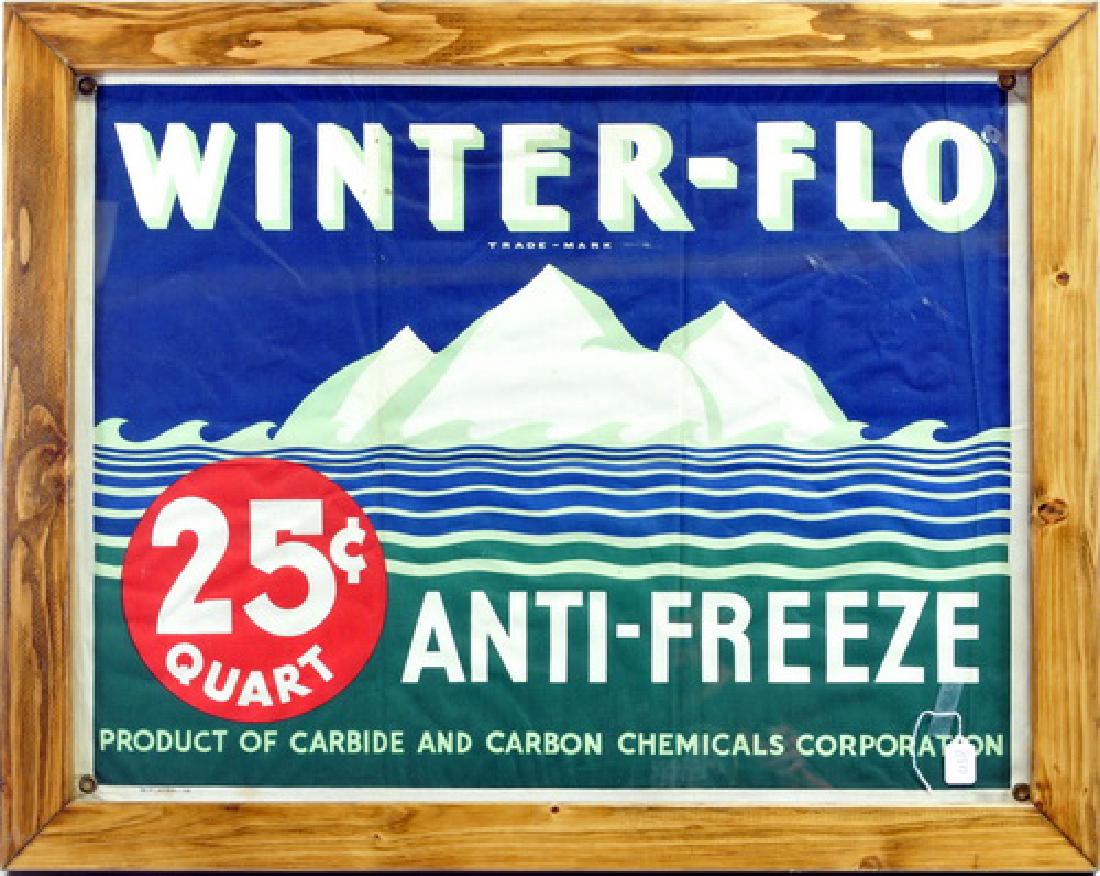 WINTER-FLO
TRADE-MARK
25¢
QUART
ANTI-FREEZE
PRODUCT OF CARBIDE AND CARBON CHEMICALS CORPORATION